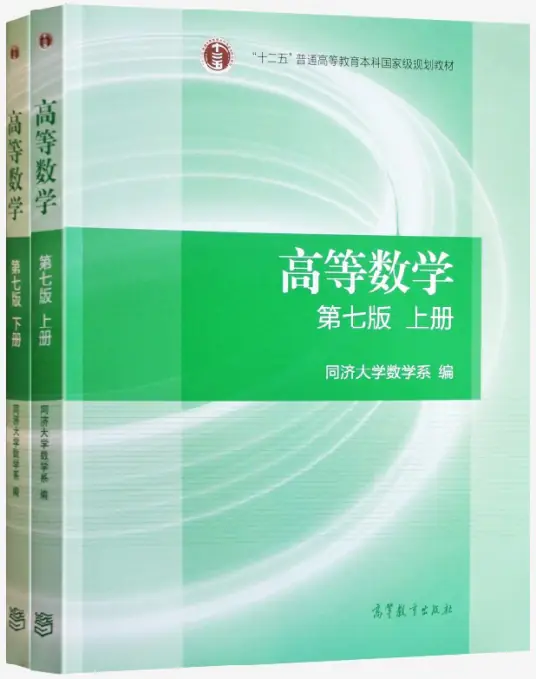 "十二五"普通高等教育本科国家级规划教材
高等数学
第七版 上册
同济大学数学系 编
高等教育出版社
高等数学
第七版 上册
同济大学数学系 编
高等数学
第七版 下册
同济大学数学系 编